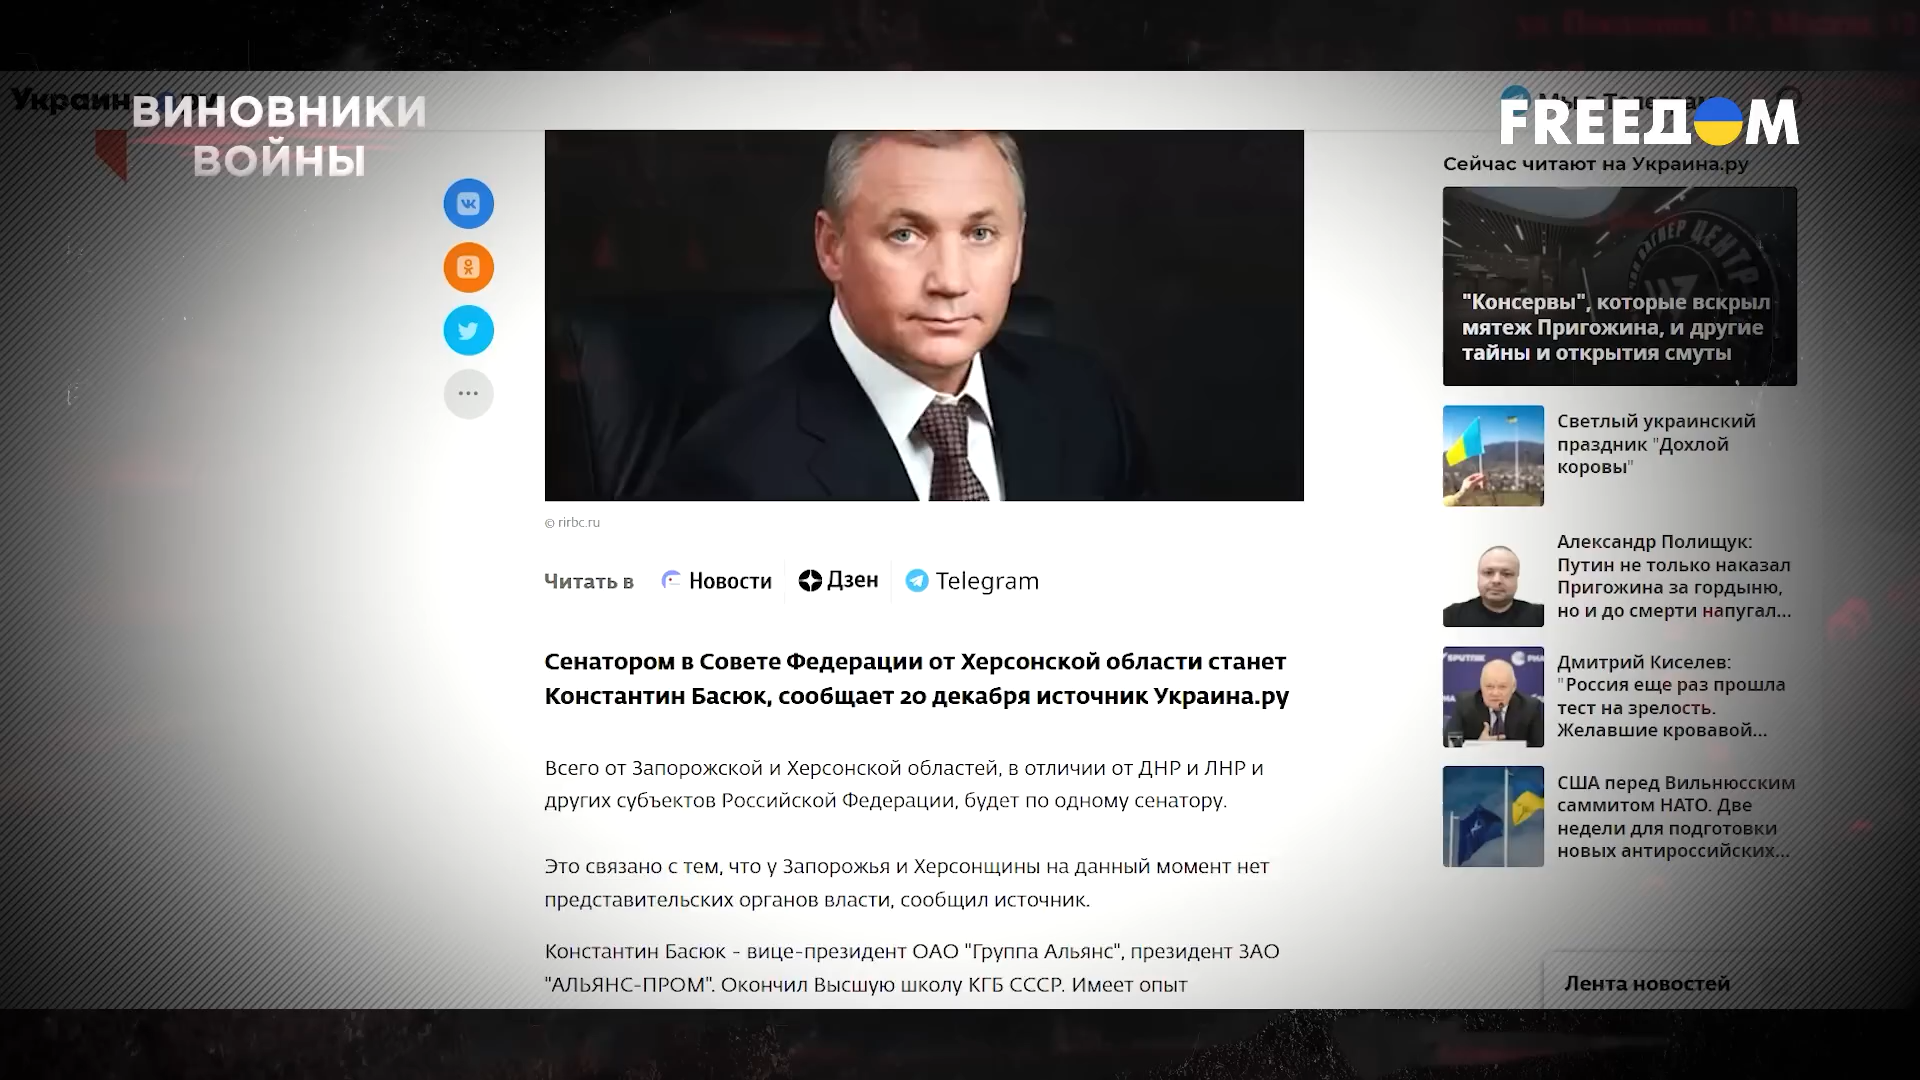 ВИНОВНИКИ
ВОЙНЫ
FREEДОМ
Сейчас читают на Украина.ру
"Консервы", которые вскрыл
мятеж Пригожина, и другие
тайны и открытия смуты
Светлый украинский
праздник "Дохлой
коровы"
Александр Полищук:
Путин не только наказал
Пригожина за гордыню,
но и до смерти напугал...
Дмитрий Киселев:
"Россия еще раз прошла
тест на зрелость.
Желавшие кровавой...
США перед Вильнюсским
саммитом НАТО. Две
недели для подготовки
новых антироссийских...
Лента новостей
© rirbc.ru
Читать в Новости Дзен Telegram
Сенатором в Совете Федерации от Херсонской области станет
Константин Басюк, сообщает 20 декабря источник Украина.ру
Всего от Запорожской и Херсонской областей, в отличии от ДНР и ЛНР и
других субъектов Российской Федерации, будет по одному сенатору.
Это связано с тем, что у Запорожья и Херсонщины на данный момент нет
представительских органов власти, сообщил источник.
Константин Басюк - вице-президент ОАО "Группа Альянс", президент ЗАО
"АЛЬЯНС-ПРОМ". Окончил Высшую школу КГБ СССР. Имеет опыт